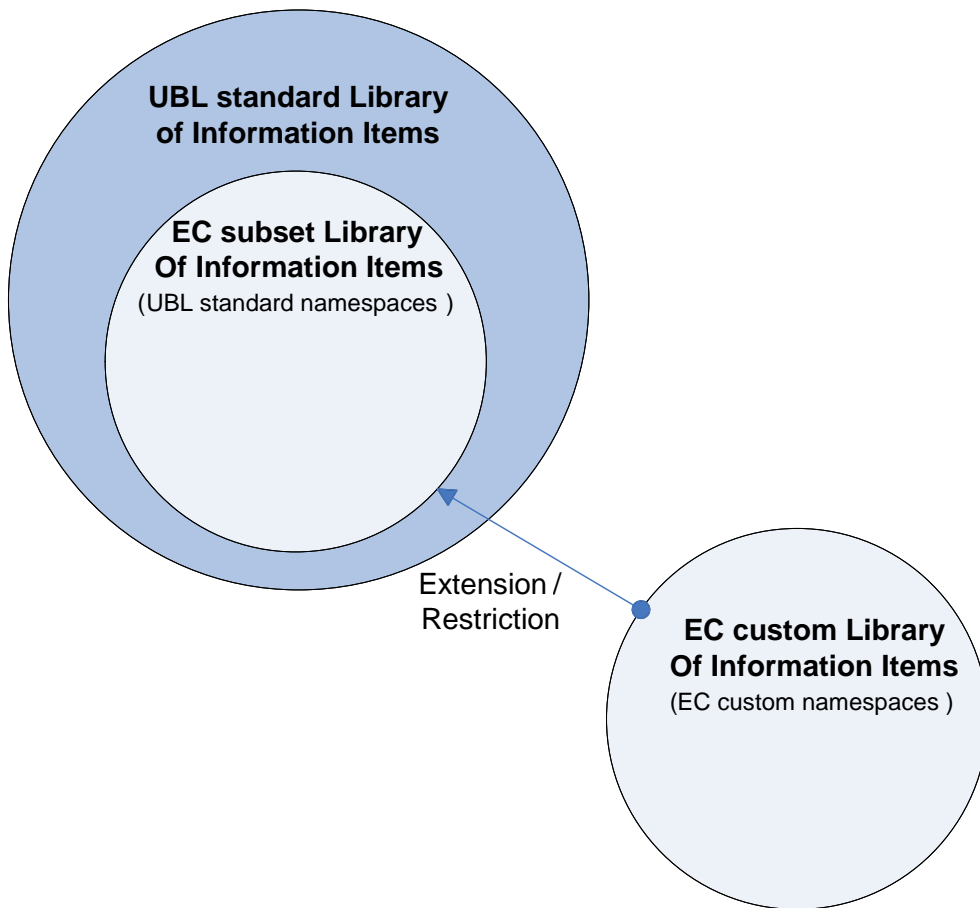 UBL standard Library
of Information Items
EC subset Library
Of Information Items
(UBL standard namespaces )
Extension /
Restriction
EC custom Library
Of Information Items
(EC custom namespaces )